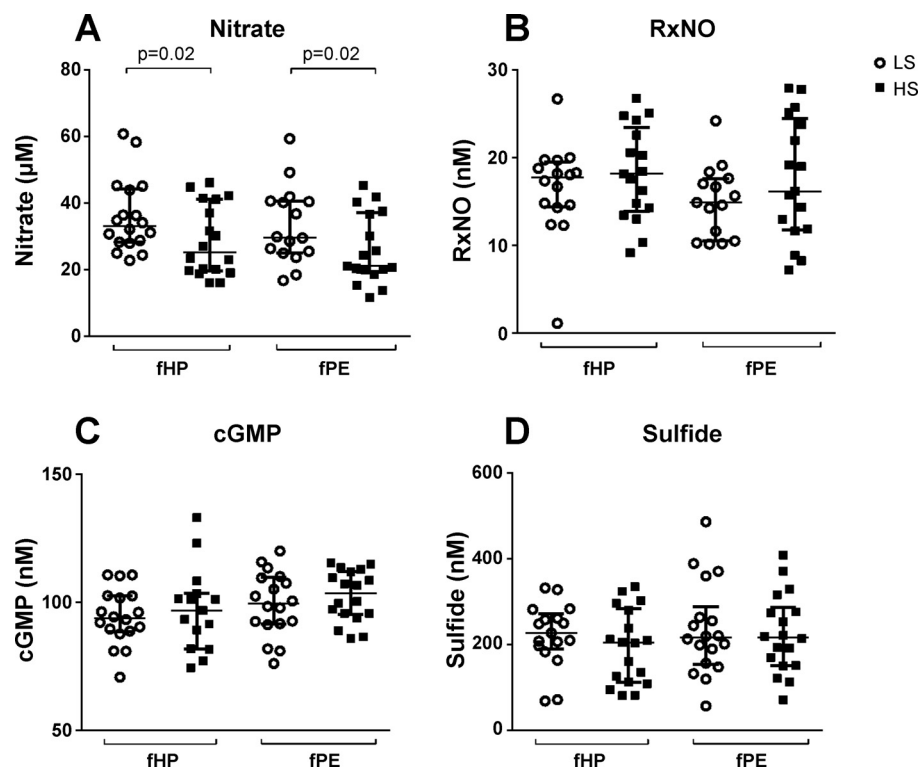 A
Nitrate
p=0.02
p=0.02
Nitrate (µM)
80
60
40
20
0
fHP
fPE
B
RxNO
RxNO (nM)
30
20
10
0
fHP
fPE
LS
HS
C
cGMP
cGMP (nM)
150
100
50
fHP
fPE
D
Sulfide
Sulfide (nM)
600
400
200
0
fHP
fPE